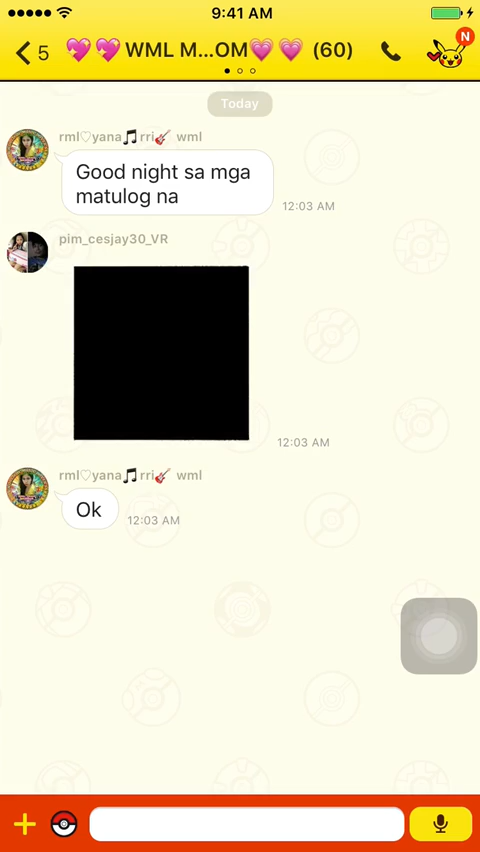 9:41 AM
5 💖💖 WML M...OM💗💗 (60)
N
Today
rml♡yana🎵rri🎸 wml
Good night sa mga
matulog na
12:03 AM
pim_cesjay30_VR
12:03 AM
rml♡yana🎵rri🎸 wml
Ok
12:03 AM